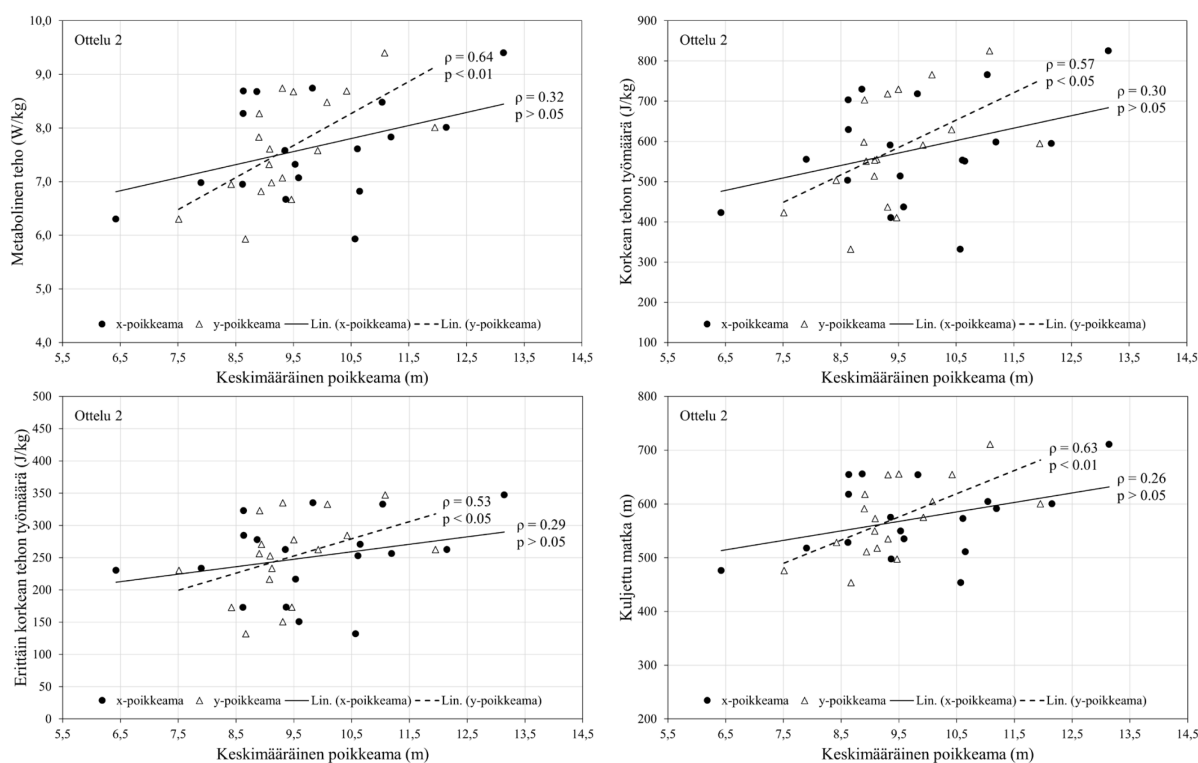 Ottelu 2
Metabolinen teho (W/kg)
10,0
9,0
8,0
7,0
6,0
5,0
4,0
ρ = 0.64
p < 0.01
ρ = 0.32
p > 0.05
x-poikkeama y-poikkeama Lin. (x-poikkeama) Lin. (y-poikkeama)
5,5 6,5 7,5 8,5 9,5 10,5 11,5 12,5 13,5 14,5
Keskimääräinen poikkeama (m)
Ottelu 2
Korkean tehon työmäärä (J/kg)
900
800
700
600
500
400
300
200
100
ρ = 0.57
p < 0.05
ρ = 0.30
p > 0.05
x-poikkeama y-poikkeama Lin. (x-poikkeama) Lin. (y-poikkeama)
5,5 6,5 7,5 8,5 9,5 10,5 11,5 12,5 13,5 14,5
Keskimääräinen poikkeama (m)
Ottelu 2
Erittäin korkean tehon työmäärä (J/kg)
500
450
400
350
300
250
200
150
100
50
0
ρ = 0.53
p < 0.05
ρ = 0.29
p > 0.05
x-poikkeama y-poikkeama Lin. (x-poikkeama) Lin. (y-poikkeama)
5,5 6,5 7,5 8,5 9,5 10,5 11,5 12,5 13,5 14,5
Keskimääräinen poikkeama (m)
Ottelu 2
Kuljettu matka (m)
800
700
600
500
400
300
200
ρ = 0.63
p < 0.01
ρ = 0.26
p > 0.05
x-poikkeama y-poikkeama Lin. (x-poikkeama) Lin. (y-poikkeama)
5,5 6,5 7,5 8,5 9,5 10,5 11,5 12,5 13,5 14,5
Keskimääräinen poikkeama (m)